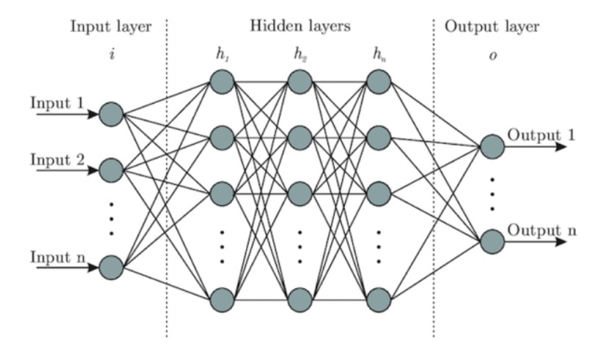 Input layer
Hidden layers
Output layer
i
h₁
h₂
hₙ
o
Input 1
Input 2
Input n
Output 1
Output n